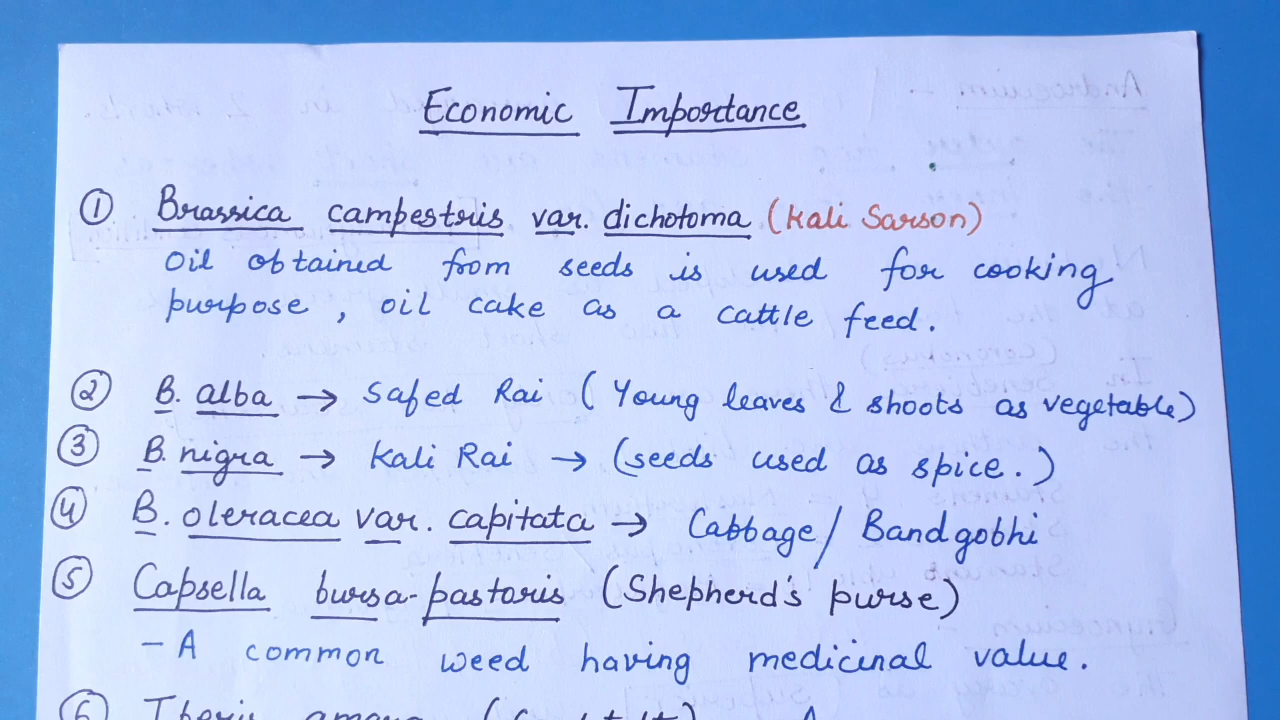 Economic Importance
① Brassica campestris var. dichotoma (Kali Sarson)
Oil obtained from seeds is used for cooking
purpose, oil cake as a cattle feed.
② B. alba → Safed Rai (Young leaves & shoots as vegetable)
③ B. nigra → Kali Rai → (seeds used as spice.)
④ B. oleracea var. capitata → Cabbage/ Bandgobhi
⑤ Capsella bursa-pastoris (Shepherd's purse)
- A common weed having medicinal value.
⑥